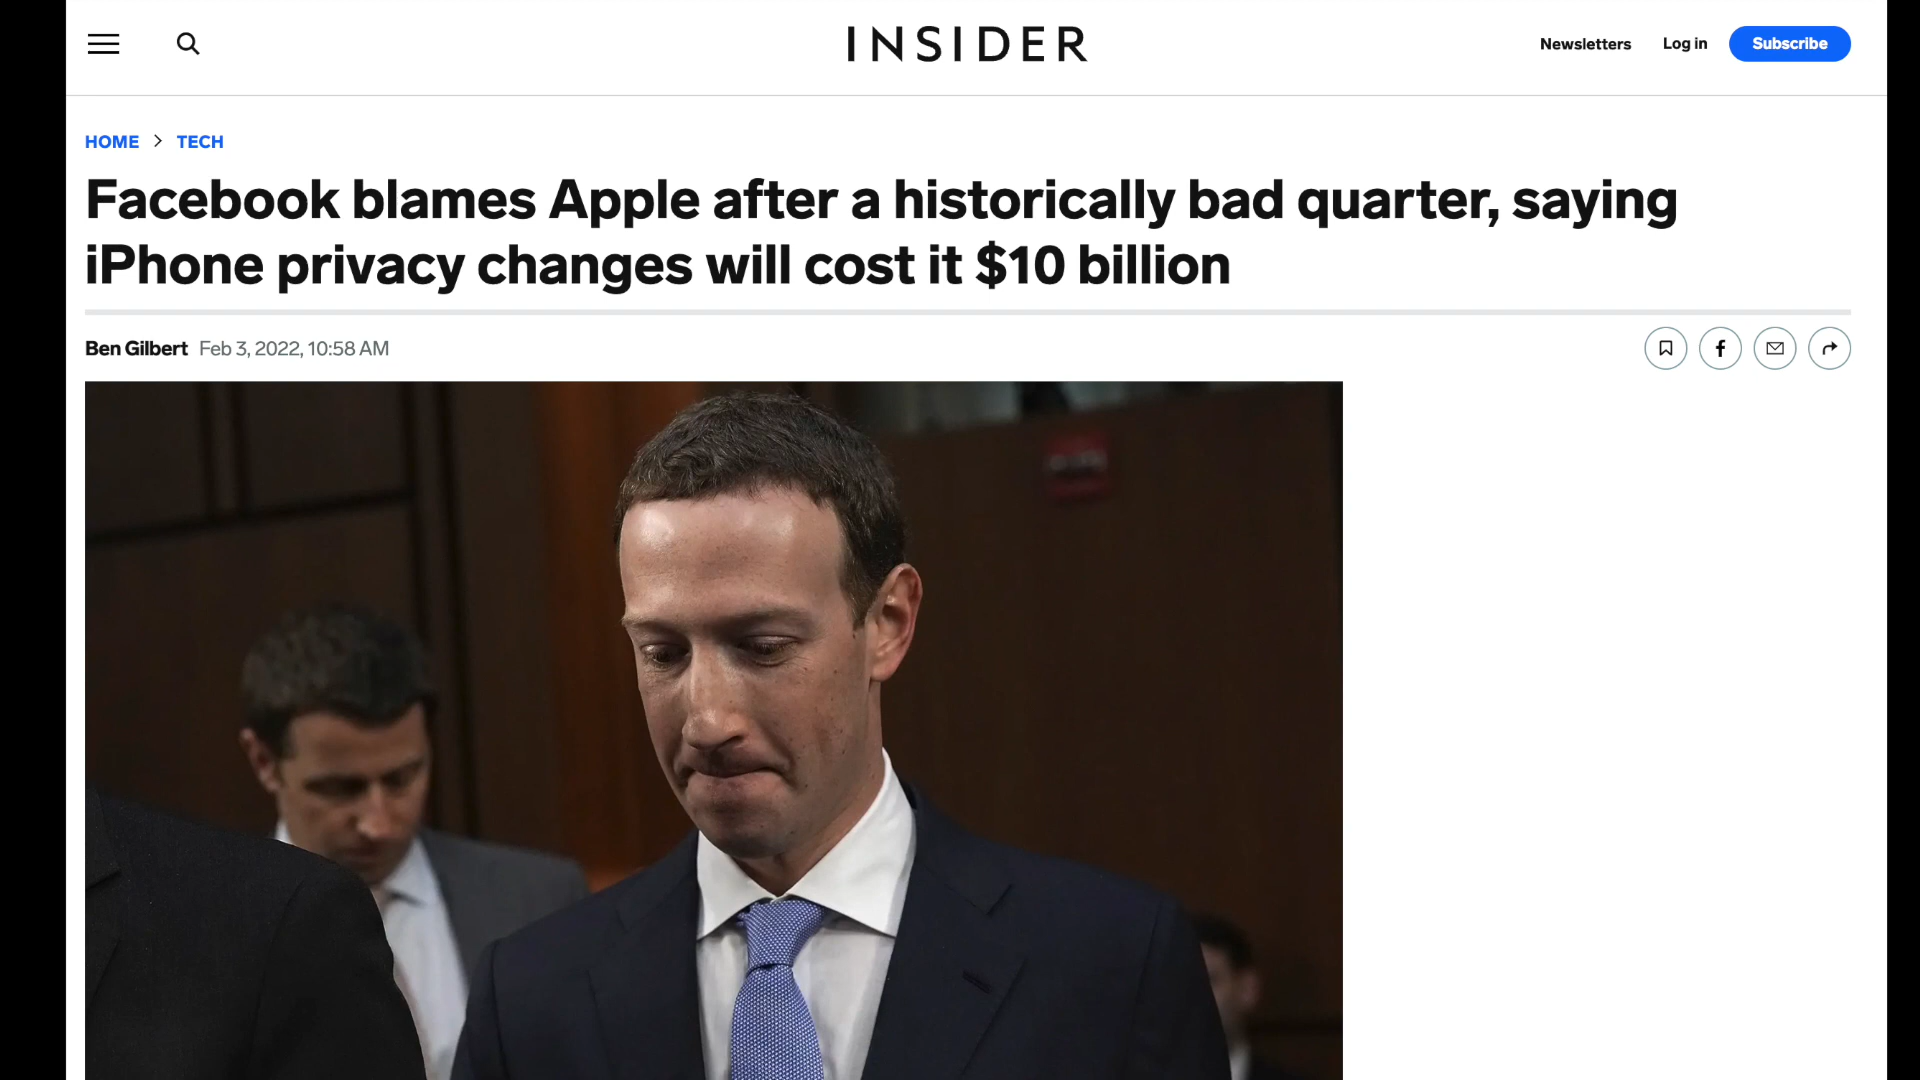 INSIDER
Newsletters
Log in
Subscribe
HOME > TECH
Facebook blames Apple after a historically bad quarter, saying
iPhone privacy changes will cost it $10 billion
Ben Gilbert Feb 3, 2022, 10:58 AM